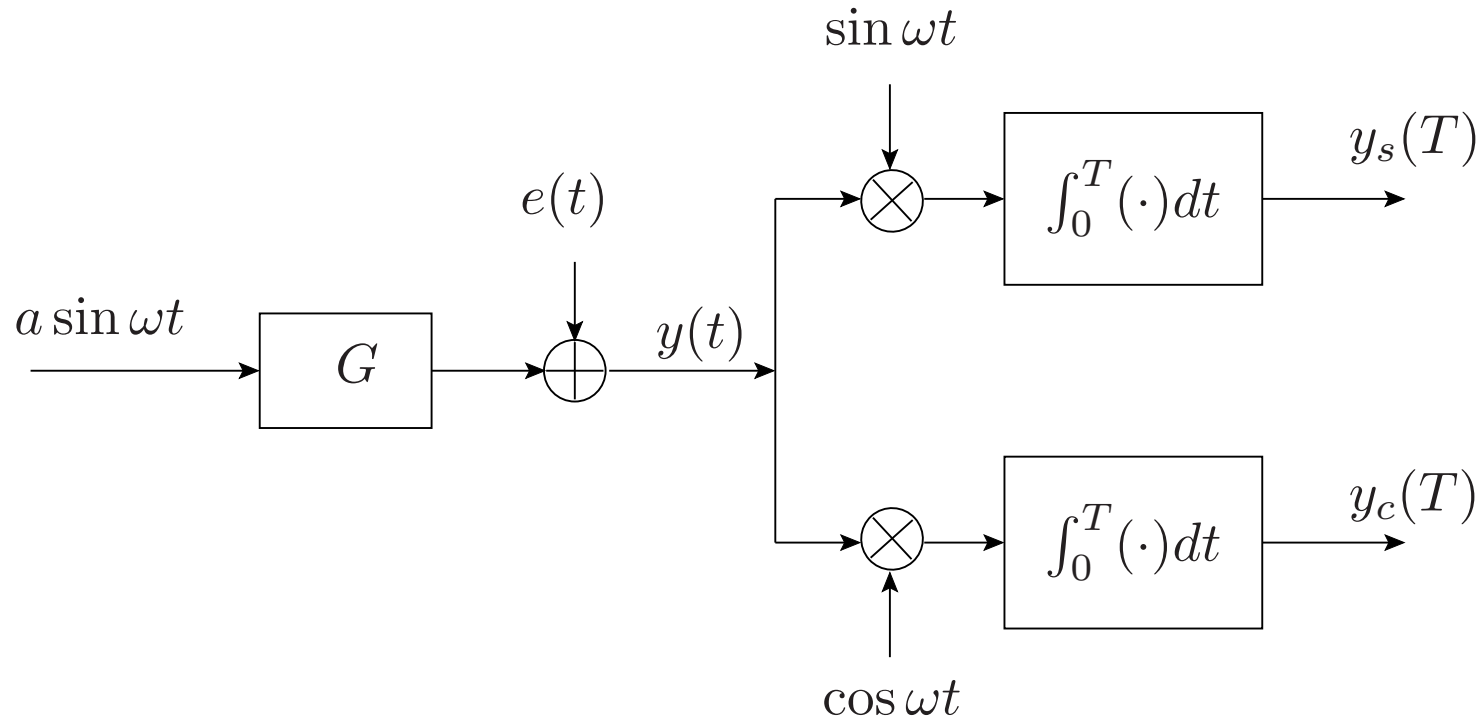 sin ωt
y_s(T)
∫_0^T (·)dt
e(t)
a sin ωt
G
y(t)
y_c(T)
∫_0^T (·)dt
cos ωt